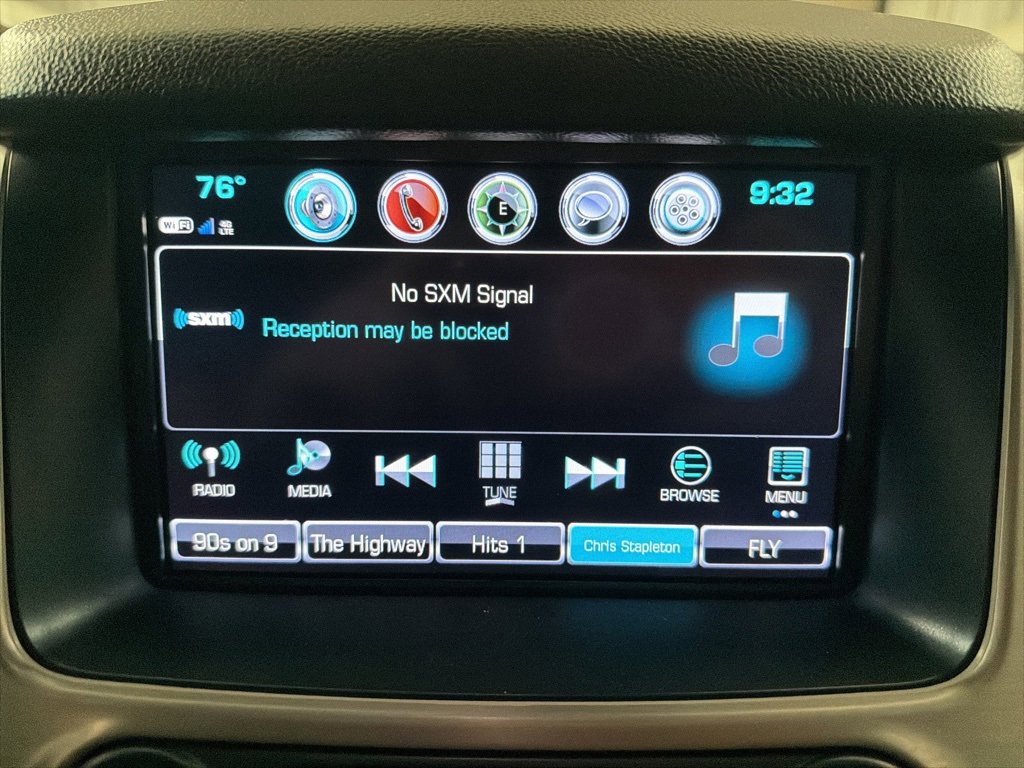 76°
9:32
WiFi
4G
LTE
E
No SXM Signal
((sxm))
Reception may be blocked
RADIO
MEDIA
TUNE
BROWSE
MENU
90s on 9
The Highway
Hits 1
Chris Stapleton
FLY